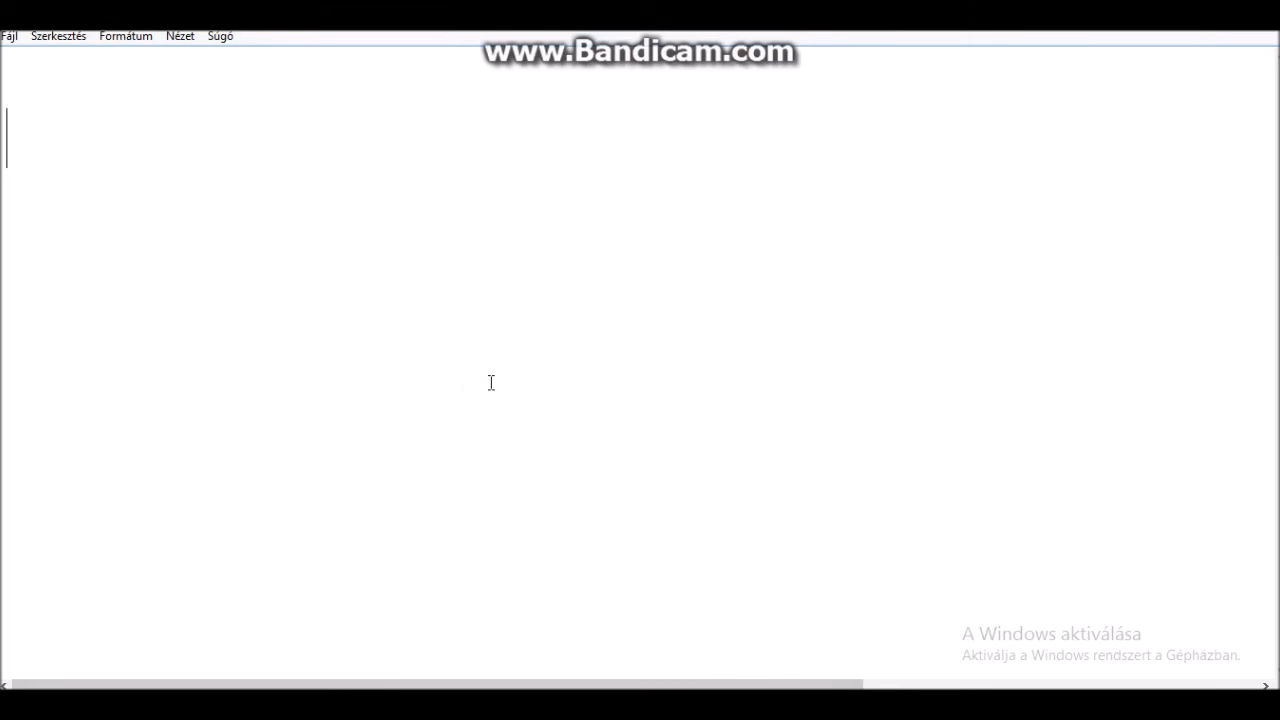 Fájl Szerkesztés Formátum Nézet Súgó
www.Bandicam.com
A Windows aktiválása
Aktiválja a Windows rendszert a Gépházban.